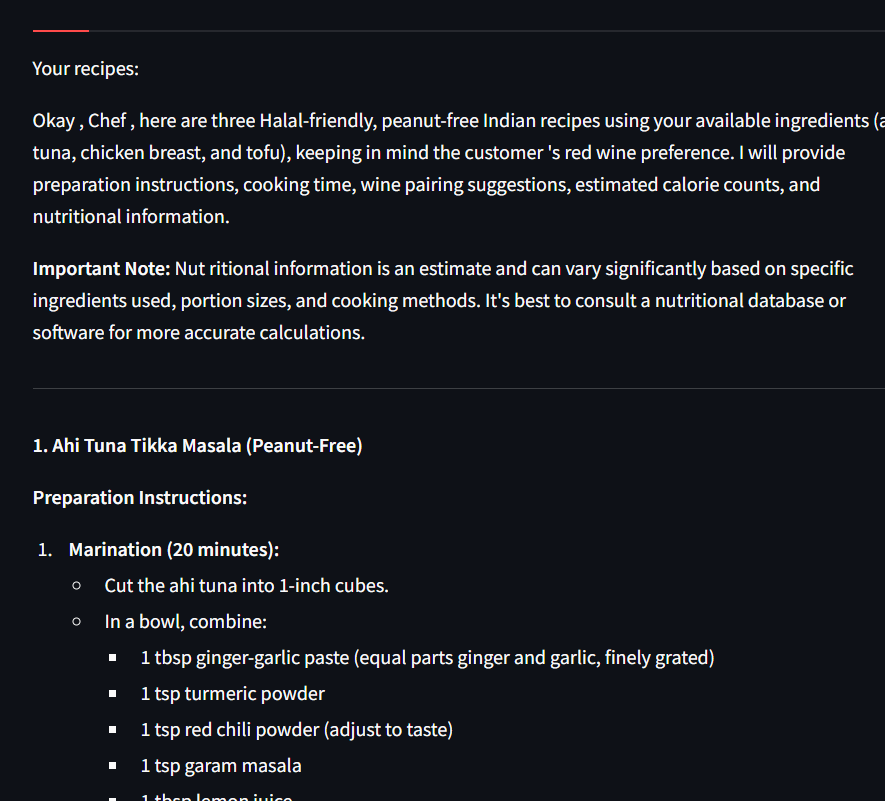 Your recipes:
Okay , Chef , here are three Halal-friendly, peanut-free Indian recipes using your available ingredients (a
tuna, chicken breast, and tofu), keeping in mind the customer 's red wine preference. I will provide
preparation instructions, cooking time, wine pairing suggestions, estimated calorie counts, and
nutritional information.
Important Note: Nut ritional information is an estimate and can vary significantly based on specific
ingredients used, portion sizes, and cooking methods. It's best to consult a nutritional database or
software for more accurate calculations.
1. Ahi Tuna Tikka Masala (Peanut-Free)
Preparation Instructions:
1. Marination (20 minutes):
Cut the ahi tuna into 1-inch cubes.
In a bowl, combine:
1 tbsp ginger-garlic paste (equal parts ginger and garlic, finely grated)
1 tsp turmeric powder
1 tsp red chili powder (adjust to taste)
1 tsp garam masala
1 tbsp lemon juice